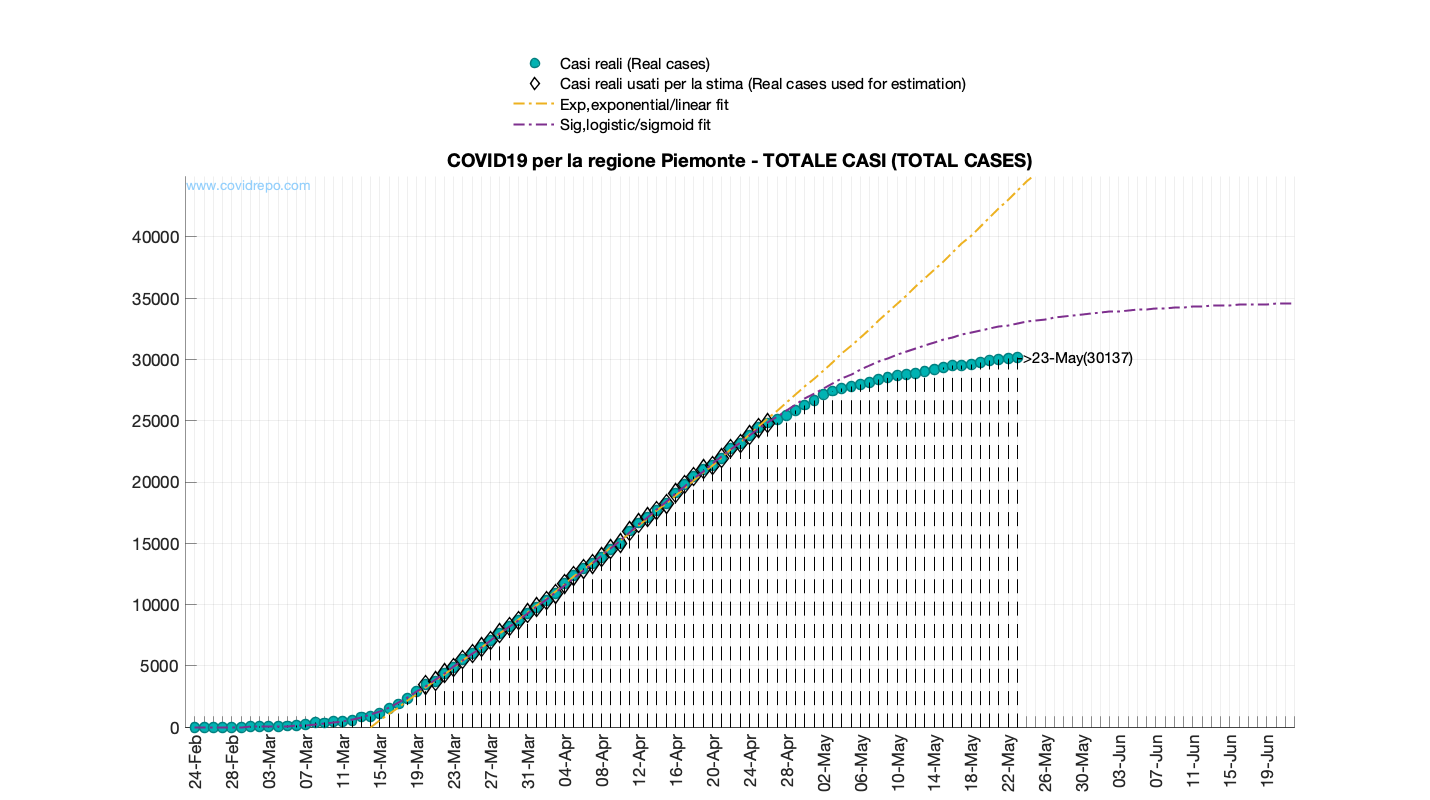 Casi reali (Real cases)
Casi reali usati per la stima (Real cases used for estimation)
Exp,exponential/linear fit
Sig,logistic/sigmoid fit
COVID19 per la regione Piemonte - TOTALE CASI (TOTAL CASES)
www.covidrepo.com
40000
35000
30000
25000
20000
15000
10000
5000
0
>23-May(30137)
24-Feb
28-Feb
03-Mar
07-Mar
11-Mar
15-Mar
19-Mar
23-Mar
27-Mar
31-Mar
04-Apr
08-Apr
12-Apr
16-Apr
20-Apr
24-Apr
28-Apr
02-May
06-May
10-May
14-May
18-May
22-May
26-May
30-May
03-Jun
07-Jun
11-Jun
15-Jun
19-Jun